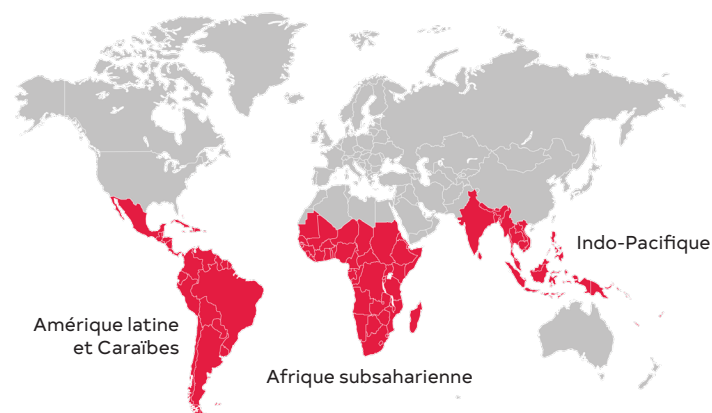 Indo-Pacifique
Amérique latine
et Caraïbes
Afrique subsaharienne